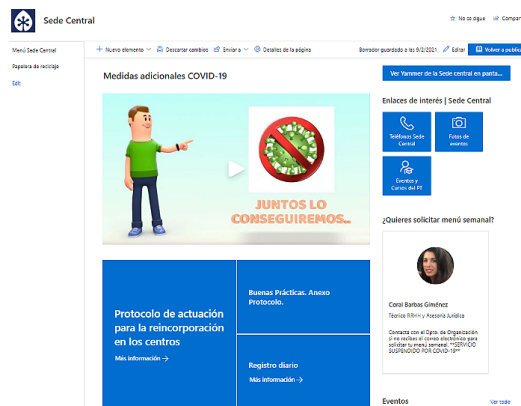 Sede Central
No se sigue
Compar
Menú Sede Central
Papelera de reciclaje
Edit
Nuevo elemento
Descartar cambios
Enviar a
Detalles de la página
Borrador guardado a las 9/2/2021
Editar
Volver a public
Medidas adicionales COVID-19
JUNTOS LO
CONSEGUIREMOS...
Protocolo de actuación
para la reincorporación
en los centros
Más información →
Buenas Prácticas. Anexo
Protocolo.
Registro diario
Más información →
Ver Yammer de la Sede central en panta...
Enlaces de interés | Sede Central
Teléfonos Sede
Central
Fotos de
eventos
Eventos y
Cursos del PT
¿Quieres solicitar menú semanal?
Coral Barbas Giménez
Técnico RRHH y Asesoría Jurídica
Contacta con el Dpto. de Organización
si no recibes el correo electrónico para
solicitar tu menú semanal. **SERVICIO
SUSPENDIDO POR COVID-19**
Eventos
Ver todo